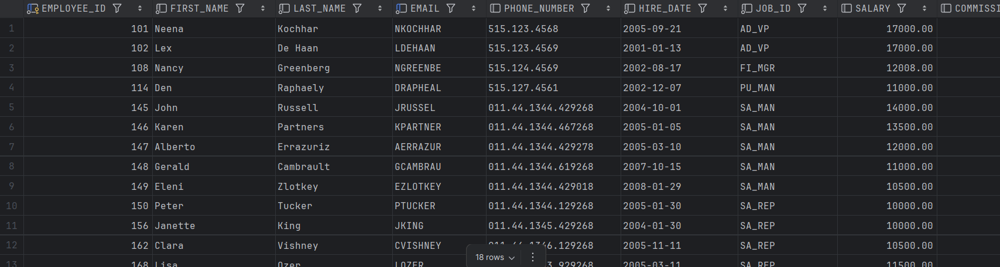 EMPLOYEE_ID FIRST_NAME LAST_NAME EMAIL PHONE_NUMBER HIRE_DATE JOB_ID SALARY COMMISSI
1 101 Neena Kochhar NKOCHHAR 515.123.4568 2005-09-21 AD_VP 17000.00
2 102 Lex De Haan LDEHAAN 515.123.4569 2001-01-13 AD_VP 17000.00
3 108 Nancy Greenberg NGREENBE 515.124.4569 2002-08-17 FI_MGR 12008.00
4 114 Den Raphaely DRAPHEAL 515.127.4561 2002-12-07 PU_MAN 11000.00
5 145 John Russell JRUSSEL 011.44.1344.429268 2004-10-01 SA_MAN 14000.00
6 146 Karen Partners KPARTNER 011.44.1344.467268 2005-01-05 SA_MAN 13500.00
7 147 Alberto Errazuriz AERRAZUR 011.44.1344.429278 2005-03-10 SA_MAN 12000.00
8 148 Gerald Cambrault GCAMBRAU 011.44.1344.619268 2007-10-15 SA_MAN 11000.00
9 149 Eleni Zlotkey EZLOTKEY 011.44.1344.429018 2008-01-29 SA_MAN 10500.00
10 150 Peter Tucker PTUCKER 011.44.1344.129268 2005-01-30 SA_REP 10000.00
11 156 Janette King JKING 011.44.1345.429268 2004-01-30 SA_REP 10000.00
12 162 Clara Vishney CVISHNEY 011.44.1346.129268 2005-11-11 SA_REP 10500.00
13 168 Lisa Ozer LOZER 3.929268 2005-03-11 SA_REP 11500.00
18 rows